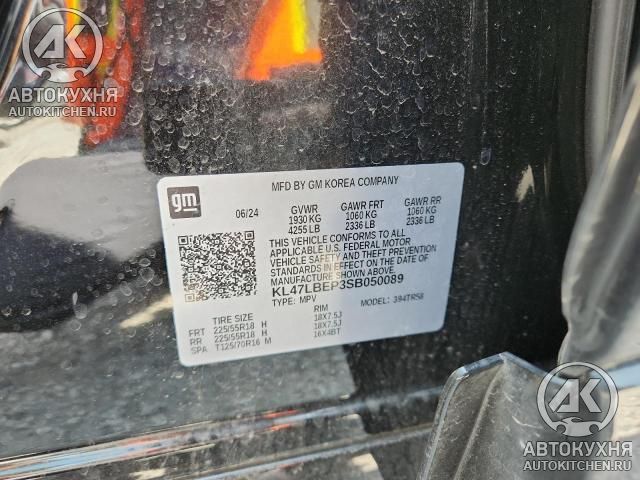 АК
АВТОКУХНЯ
AUTOKITCHEN.RU
gm
MFD BY GM KOREA COMPANY
06/24
GVWR GAWR FRT GAWR RR
1930 KG 1060 KG 1060 KG
4255 LB 2336 LB 2336 LB
THIS VEHICLE CONFORMS TO ALL
APPLICABLE U.S. FEDERAL MOTOR
VEHICLE SAFETY AND THEFT PREVENTION
STANDARDS IN EFFECT ON THE DATE OF
MANUFACTURE SHOWN ABOVE.
KL47LBEP3SB050089
TYPE: MPV MODEL: 394TR58
TIRE SIZE RIM
FRT 225/55R18 H 18X7.5J
RR 225/55R18 H 18X7.5J
SPA T125/70R16 M 16X4BT
АК
АВТОКУХНЯ
AUTOKITCHEN.RU